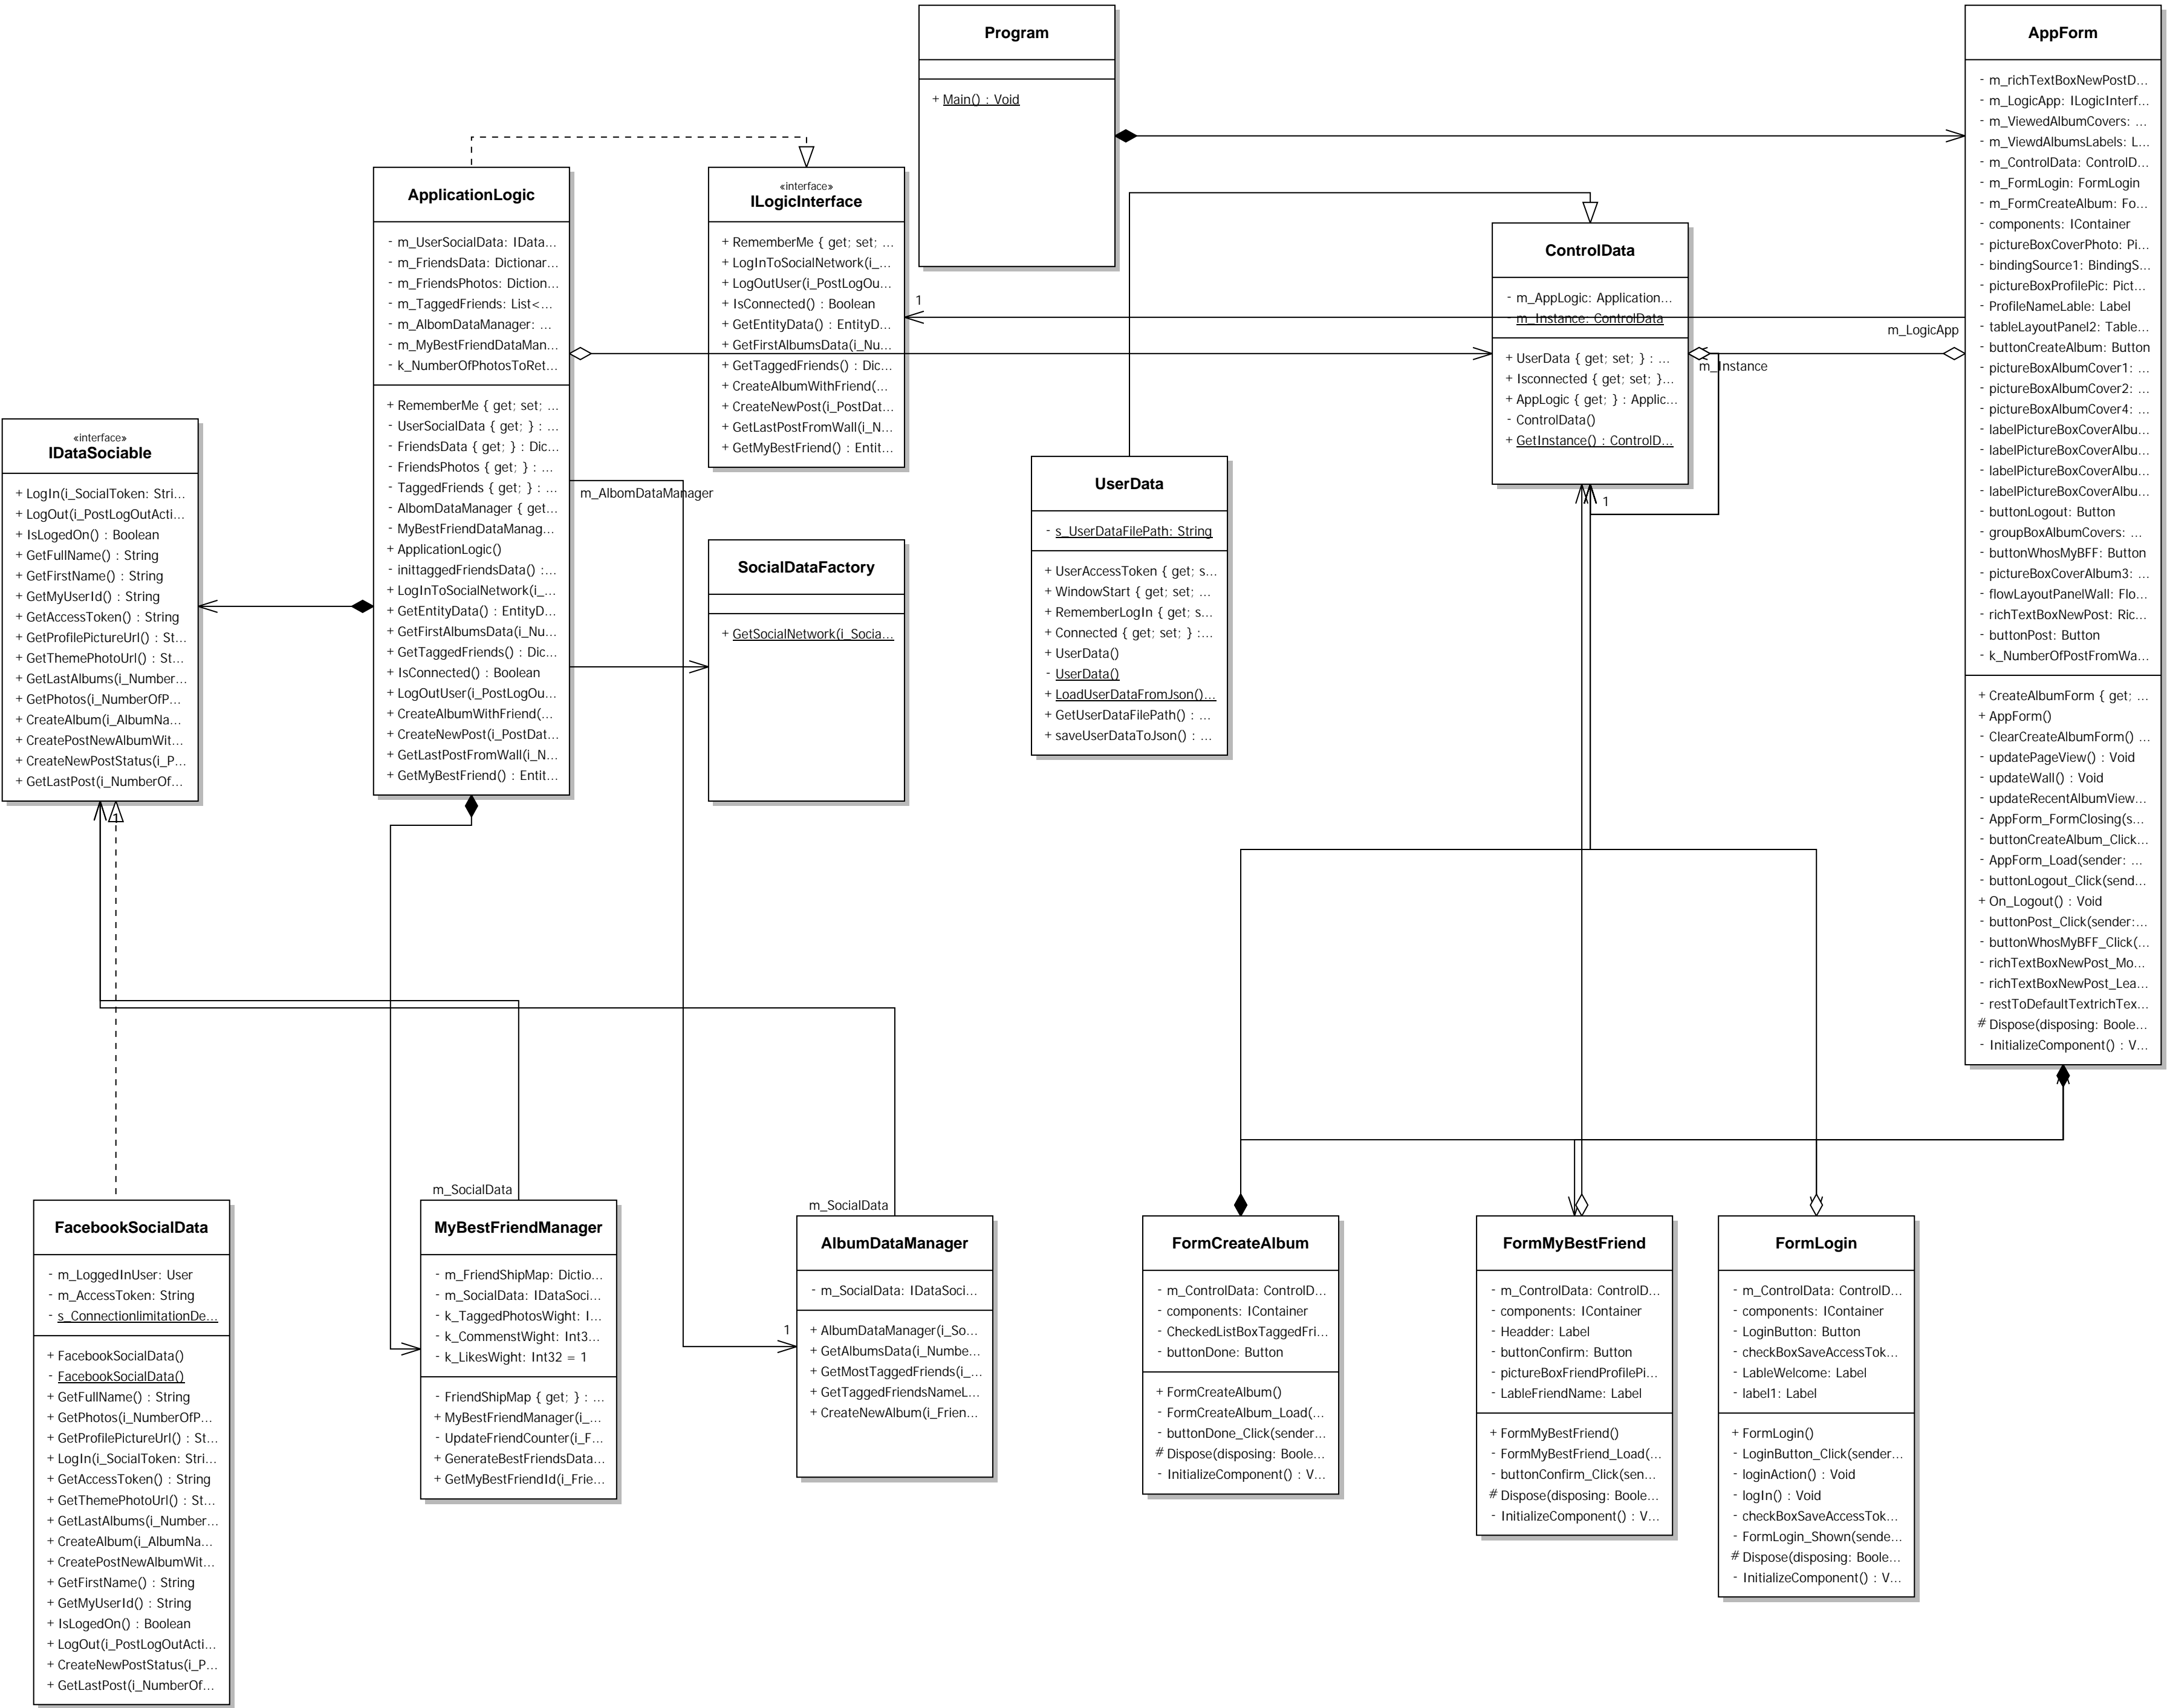 Program
+ Main() : Void
AppForm
- m_richTextBoxNewPostD...
- m_LogicApp: ILogicInterf...
- m_ViewedAlbumCovers: ...
- m_ViewdAlbumsLabels: L...
- m_ControlData: ControlD...
- m_FormLogin: FormLogin
- m_FormCreateAlbum: Fo...
- components: IContainer
- pictureBoxCoverPhoto: Pi...
- bindingSource1: BindingS...
- pictureBoxProfilePic: Pict...
- ProfileNameLable: Label
- tableLayoutPanel2: Table...
- buttonCreateAlbum: Button
- pictureBoxAlbumCover1: ...
- pictureBoxAlbumCover2: ...
- pictureBoxAlbumCover4: ...
- labelPictureBoxCoverAlbu...
- labelPictureBoxCoverAlbu...
- labelPictureBoxCoverAlbu...
- labelPictureBoxCoverAlbu...
- buttonLogout: Button
- groupBoxAlbumCovers: ...
- buttonWhosMyBFF: Button
- pictureBoxCoverAlbum3: ...
- flowLayoutPanelWall: Flo...
- richTextBoxNewPost: Ric...
- buttonPost: Button
- k_NumberOfPostFromWa...
+ CreateAlbumForm { get; ...
+ AppForm()
- ClearCreateAlbumForm() ...
- updatePageView() : Void
- updateWall() : Void
- updateRecentAlbumView...
- AppForm_FormClosing(s...
- buttonCreateAlbum_Click...
- AppForm_Load(sender: ...
- buttonLogout_Click(send...
+ On_Logout() : Void
- buttonPost_Click(sender:...
- buttonWhosMyBFF_Click(...
- richTextBoxNewPost_Mo...
- richTextBoxNewPost_Lea...
- restToDefaultTextrichTex...
# Dispose(disposing: Boole...
- InitializeComponent() : V...
ApplicationLogic
- m_UserSocialData: IData...
- m_FriendsData: Dictionar...
- m_FriendsPhotos: Diction...
- m_TaggedFriends: List<...
- m_AlbomDataManager: ...
- m_MyBestFriendDataMan...
- k_NumberOfPhotosToRet...
+ RememberMe { get; set; ...
- UserSocialData { get; } : ...
- FriendsData { get; } : Dic...
- FriendsPhotos { get; } : ...
- TaggedFriends { get; } : ...
- AlbomDataManager { get...
- MyBestFriendDataManag...
+ ApplicationLogic()
- inittaggedFriendsData() :...
+ LogInToSocialNetwork(i_...
+ GetEntityData() : EntityD...
+ GetFirstAlbumsData(i_Nu...
+ GetTaggedFriends() : Dic...
+ IsConnected() : Boolean
+ LogOutUser(i_PostLogOu...
+ CreateAlbumWithFriend(...
+ CreateNewPost(i_PostDat...
+ GetLastPostFromWall(i_N...
+ GetMyBestFriend() : Entit...
«interface»
ILogicInterface
+ RememberMe { get; set; ...
+ LogInToSocialNetwork(i_...
+ LogOutUser(i_PostLogOu...
+ IsConnected() : Boolean
+ GetEntityData() : EntityD...
+ GetFirstAlbumsData(i_Nu...
+ GetTaggedFriends() : Dic...
+ CreateAlbumWithFriend(...
+ CreateNewPost(i_PostDat...
+ GetLastPostFromWall(i_N...
+ GetMyBestFriend() : Entit...
1
ControlData
- m_AppLogic: Application...
- m_Instance: ControlData
+ UserData { get; set; } : ...
+ Isconnected { get; set; }...
+ AppLogic { get; } : Applic...
- ControlData()
+ GetInstance() : ControlD...
m_LogicApp
m_Instance
1
«interface»
IDataSociable
+ LogIn(i_SocialToken: Stri...
+ LogOut(i_PostLogOutActi...
+ IsLogedOn() : Boolean
+ GetFullName() : String
+ GetFirstName() : String
+ GetMyUserId() : String
+ GetAccessToken() : String
+ GetProfilePictureUrl() : St...
+ GetThemePhotoUrl() : St...
+ GetLastAlbums(i_Number...
+ GetPhotos(i_NumberOfP...
+ CreateAlbum(i_AlbumNa...
+ CreatePostNewAlbumWit...
+ CreateNewPostStatus(i_P...
+ GetLastPost(i_NumberOf...
1
m_AlbomDataManager
SocialDataFactory
+ GetSocialNetwork(i_Socia...
UserData
- s_UserDataFilePath: String
+ UserAccessToken { get; s...
+ WindowStart { get; set; ...
+ RememberLogIn { get; s...
+ Connected { get; set; } :...
+ UserData()
- UserData()
+ LoadUserDataFromJson()...
+ GetUserDataFilePath() : ...
+ saveUserDataToJson() : ...
FacebookSocialData
- m_LoggedInUser: User
- m_AccessToken: String
- s_ConnectionlimitationDe...
+ FacebookSocialData()
- FacebookSocialData()
+ GetFullName() : String
+ GetPhotos(i_NumberOfP...
+ GetProfilePictureUrl() : St...
+ LogIn(i_SocialToken: Stri...
+ GetAccessToken() : String
+ GetThemePhotoUrl() : St...
+ GetLastAlbums(i_Number...
+ CreateAlbum(i_AlbumNa...
+ CreatePostNewAlbumWit...
+ GetFirstName() : String
+ GetMyUserId() : String
+ IsLogedOn() : Boolean
+ LogOut(i_PostLogOutActi...
+ CreateNewPostStatus(i_P...
+ GetLastPost(i_NumberOf...
m_SocialData
MyBestFriendManager
- m_FriendShipMap: Dictio...
- m_SocialData: IDataSoci...
- k_TaggedPhotosWight: I...
- k_CommenstWight: Int3...
- k_LikesWight: Int32 = 1
- FriendShipMap { get; } : ...
+ MyBestFriendManager(i_...
- UpdateFriendCounter(i_F...
+ GenerateBestFriendsData...
+ GetMyBestFriendId(i_Frie...
m_SocialData
1
AlbumDataManager
- m_SocialData: IDataSoci...
+ AlbumDataManager(i_So...
+ GetAlbumsData(i_Numbe...
+ GetMostTaggedFriends(i_...
+ GetTaggedFriendsNameL...
+ CreateNewAlbum(i_Frien...
FormCreateAlbum
- m_ControlData: ControlD...
- components: IContainer
- CheckedListBoxTaggedFri...
- buttonDone: Button
+ FormCreateAlbum()
- FormCreateAlbum_Load(...
- buttonDone_Click(sender...
# Dispose(disposing: Boole...
- InitializeComponent() : V...
FormMyBestFriend
- m_ControlData: ControlD...
- components: IContainer
- Headder: Label
- buttonConfirm: Button
- pictureBoxFriendProfilePi...
- LableFriendName: Label
+ FormMyBestFriend()
- FormMyBestFriend_Load(...
- buttonConfirm_Click(sen...
# Dispose(disposing: Boole...
- InitializeComponent() : V...
FormLogin
- m_ControlData: ControlD...
- components: IContainer
- LoginButton: Button
- checkBoxSaveAccessTok...
- LableWelcome: Label
- label1: Label
+ FormLogin()
- LoginButton_Click(sender...
- loginAction() : Void
- logIn() : Void
- checkBoxSaveAccessTok...
- FormLogin_Shown(sende...
# Dispose(disposing: Boole...
- InitializeComponent() : V...